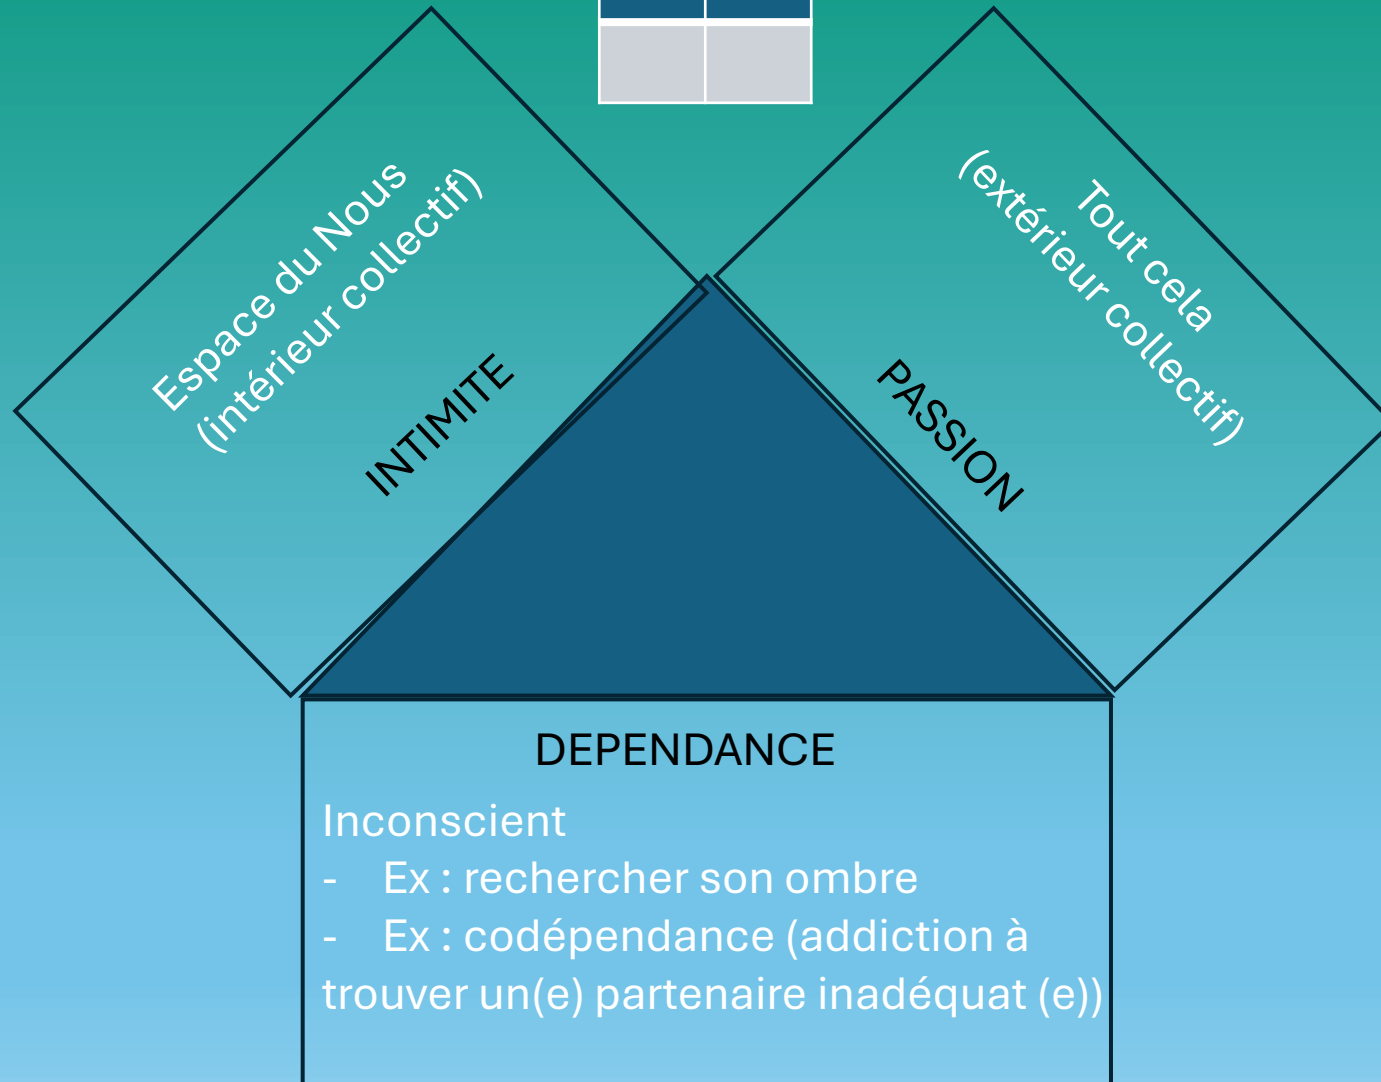 Espace du Nous
(intérieur collectif)
INTIMITE
Tout cela
(extérieur collectif)
PASSION
DEPENDANCE
Inconscient
- Ex : rechercher son ombre
- Ex : codépendance (addiction à
trouver un(e) partenaire inadéquat (e))